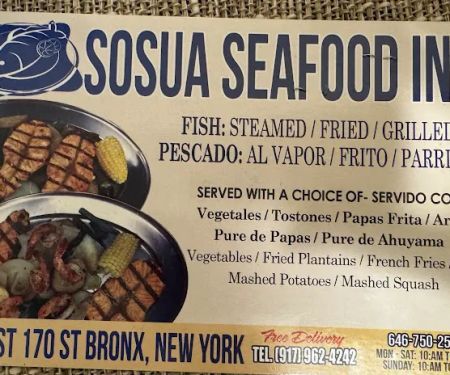 SOSUA SEAFOOD IN
FISH: STEAMED / FRIED / GRILLED
PESCADO: AL VAPOR / FRITO / PARRI
SERVED WITH A CHOICE OF- SERVIDO CO
Vegetales / Tostones / Papas Frita / Ar
Pure de Papas / Pure de Ahuyama
Vegetables / Fried Plantains / French Fries /
Mashed Potatoes / Mashed Squash
ST 170 ST BRONX, NEW YORK
Free Delivery
TEL. (917) 962-4242
646-750-25
MON - SAT: 10:AM T
SUNDAY: 10:AM TO